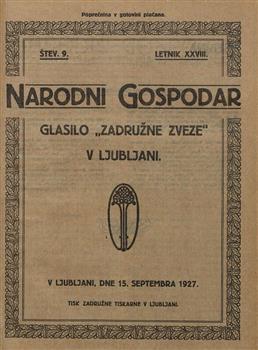 Poprečnina v gotovini plačana.
ŠTEV. 9. LETNIK XXVIII.
NARODNI GOSPODAR
GLASILO „ZADRUŽNE ZVEZE"
V LJUBLJANI.
V LJUBLJANI, DNE 15. SEPTEMBRA 1927.
TISK ZADRUŽNE TISKARNE V LJUBLJANI.